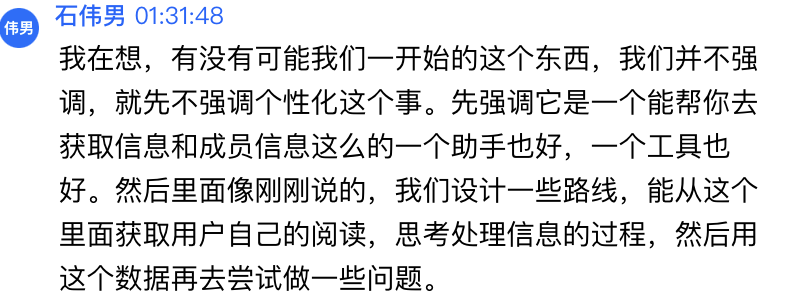 石伟男 01:31:48
伟男
我在想，有没有可能我们一开始的这个东西，我们并不强
调，就先不强调个性化这个事。先强调它是一个能帮你去
获取信息和成员信息这么的一个助手也好，一个工具也
好。然后里面像刚刚说的，我们设计一些路线，能从这个
里面获取用户自己的阅读，思考处理信息的过程，然后用
这个数据再去尝试做一些问题。